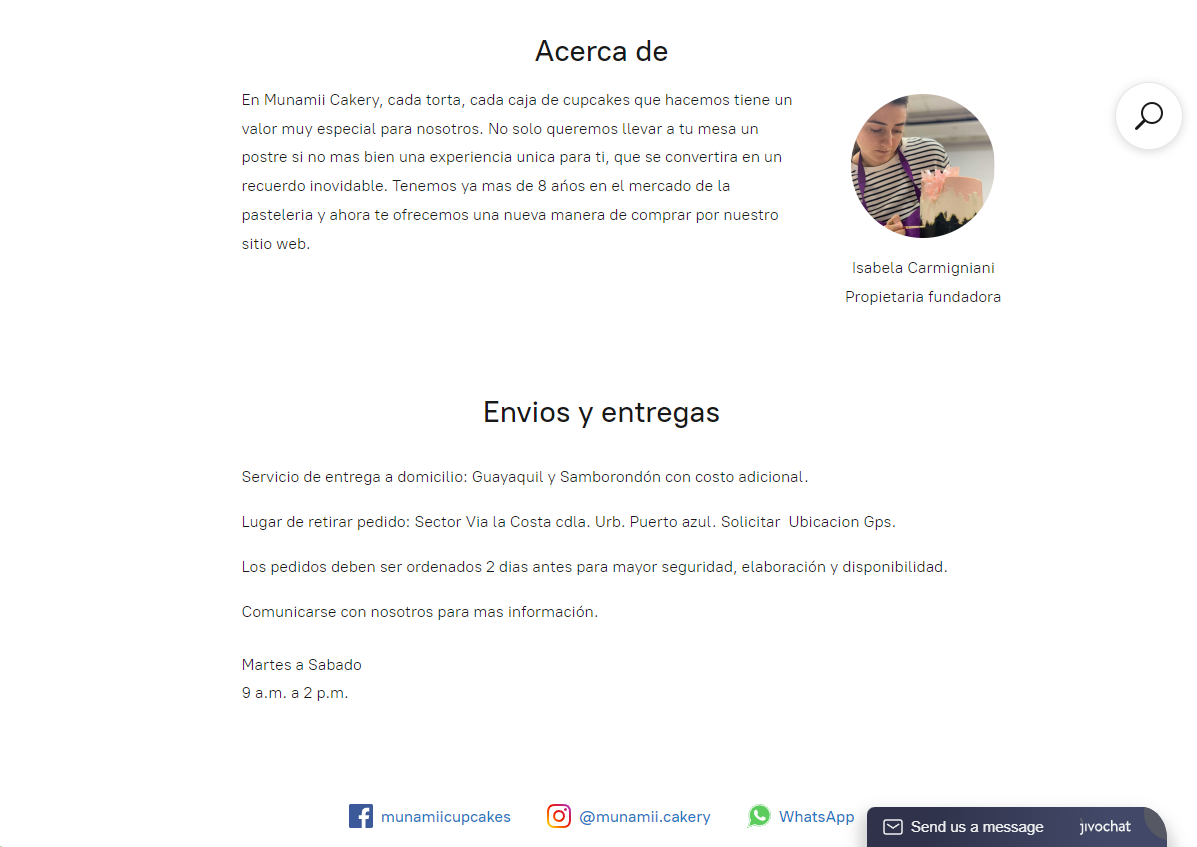 Acerca de
En Munamii Cakery, cada torta, cada caja de cupcakes que hacemos tiene un
valor muy especial para nosotros. No solo queremos llevar a tu mesa un
postre si no mas bien una experiencia unica para ti, que se convertira en un
recuerdo inovidable. Tenemos ya mas de 8 ańos en el mercado de la
pasteleria y ahora te ofrecemos una nueva manera de comprar por nuestro
sitio web.
Isabela Carmigniani
Propietaria fundadora
Envios y entregas
Servicio de entrega a domicilio: Guayaquil y Samborondón con costo adicional.
Lugar de retirar pedido: Sector Via la Costa cdla. Urb. Puerto azul. Solicitar  Ubicacion Gps.
Los pedidos deben ser ordenados 2 dias antes para mayor seguridad, elaboración y disponibilidad.
Comunicarse con nosotros para mas información.
Martes a Sabado
9 a.m. a 2 p.m.
munamiicupcakes @munamii.cakery WhatsApp
Send us a message jivochat